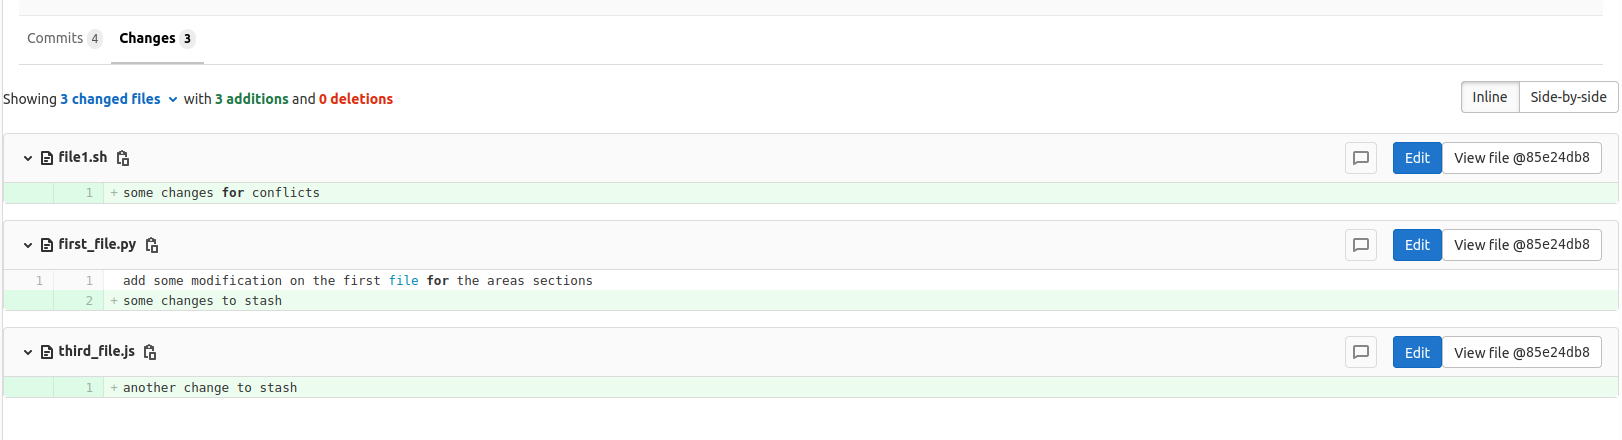 Commits 4 Changes 3
Showing 3 changed files with 3 additions and 0 deletions Inline Side-by-side
file1.sh Edit View file @85e24db8
1 + some changes for conflicts
first_file.py Edit View file @85e24db8
1 1 add some modification on the first file for the areas sections
2 + some changes to stash
third_file.js Edit View file @85e24db8
1 + another change to stash